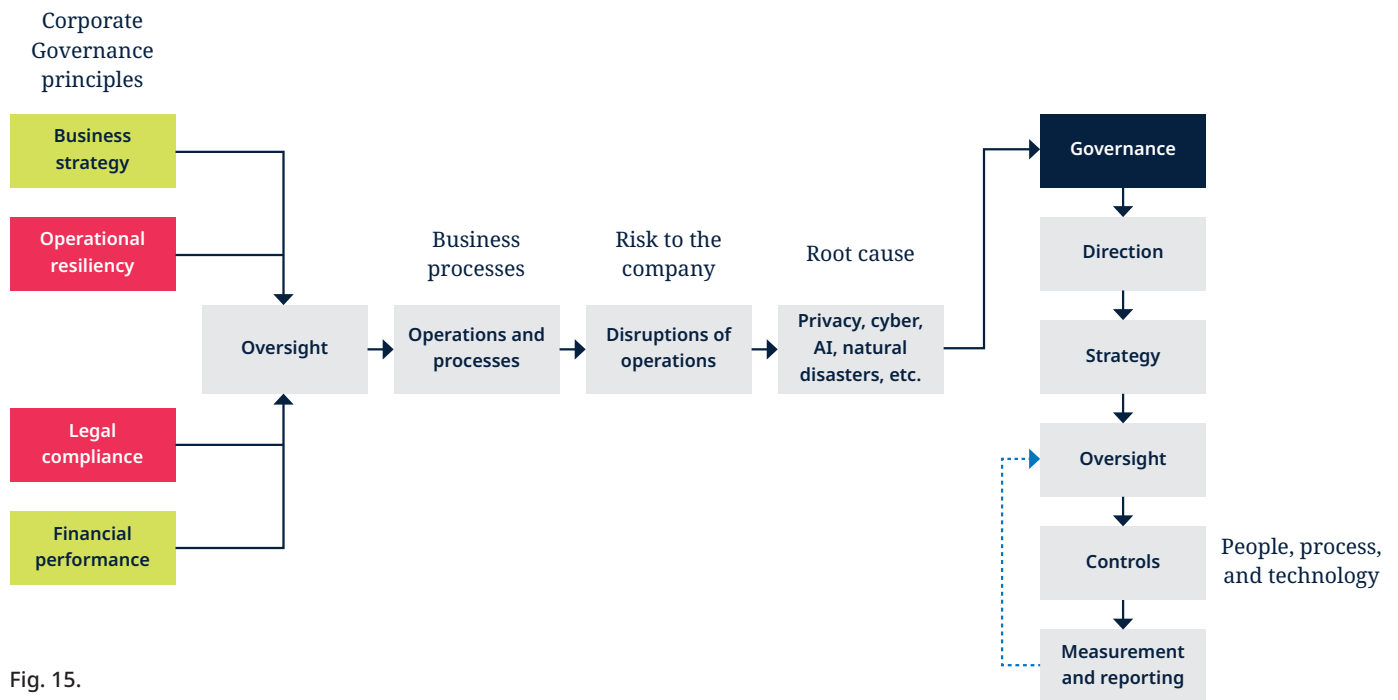 Corporate
Governance
principles
Business
strategy
Operational
resiliency
Legal
compliance
Financial
performance
Oversight
Business
processes
Operations and
processes
Risk to the
company
Disruptions of
operations
Root cause
Privacy, cyber,
AI, natural
disasters, etc.
Governance
Direction
Strategy
Oversight
Controls
People, process,
and technology
Measurement
and reporting
Fig. 15.